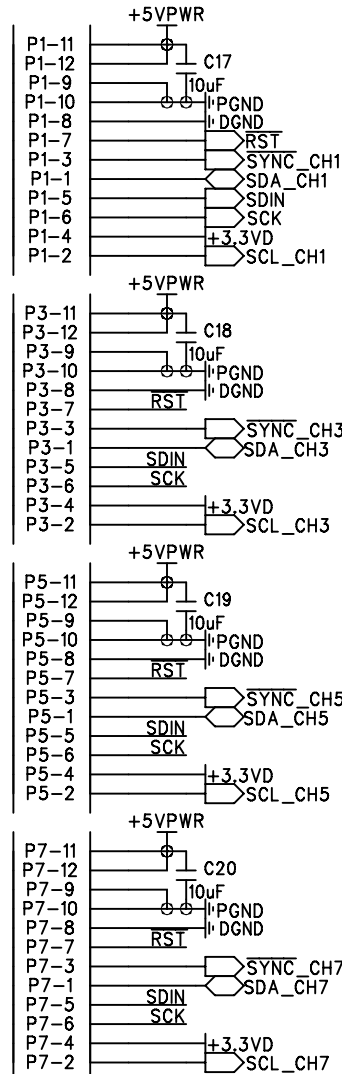 +5VPWR
P1-11
P1-12 C17
P1-9 10uF
P1-10 PGND
P1-8 DGND
P1-7 RST
P1-3 SYNC_CH1
P1-1 SDA_CH1
P1-5 SDIN
P1-6 SCK
P1-4 +3.3VD
P1-2 SCL_CH1
+5VPWR
P3-11
P3-12 C18
P3-9 10uF
P3-10 PGND
P3-8 DGND
P3-7 RST
P3-3 SYNC_CH3
P3-1 SDA_CH3
P3-5 SDIN
P3-6 SCK
P3-4 +3.3VD
P3-2 SCL_CH3
+5VPWR
P5-11
P5-12 C19
P5-9 10uF
P5-10 PGND
P5-8 DGND
P5-7 RST
P5-3 SYNC_CH5
P5-1 SDA_CH5
P5-5 SDIN
P5-6 SCK
P5-4 +3.3VD
P5-2 SCL_CH5
+5VPWR
P7-11
P7-12 C20
P7-9 10uF
P7-10 PGND
P7-8 DGND
P7-7 RST
P7-3 SYNC_CH7
P7-1 SDA_CH7
P7-5 SDIN
P7-6 SCK
P7-4 +3.3VD
P7-2 SCL_CH7